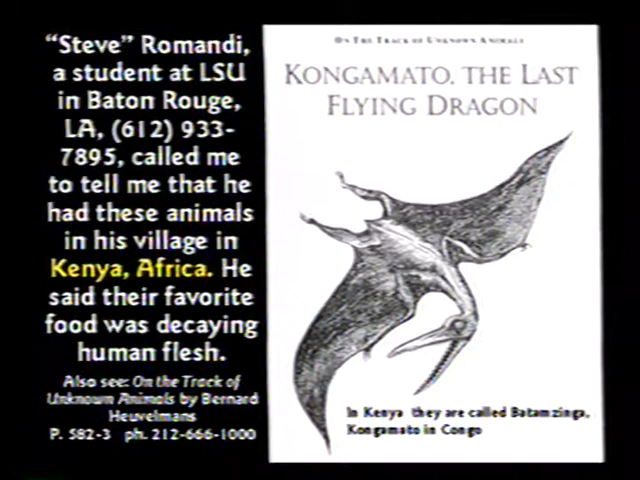 "Steve" Romandi,
a student at LSU
in Baton Rouge,
LA, (612) 933-
7895, called me
to tell me that he
had these animals
in his village in
Kenya, Africa. He
said their favorite
food was decaying
human flesh.
Also see: On the Track of
Unknown Animals by Bernard
Heuvelmans
P. 582-3 ph. 212-666-1000
ON THE TRACK OF UNKNOWN ANIMALS
KONGAMATO, THE LAST
FLYING DRAGON
In Kenya they are called Batamzinga,
Kongamato in Congo